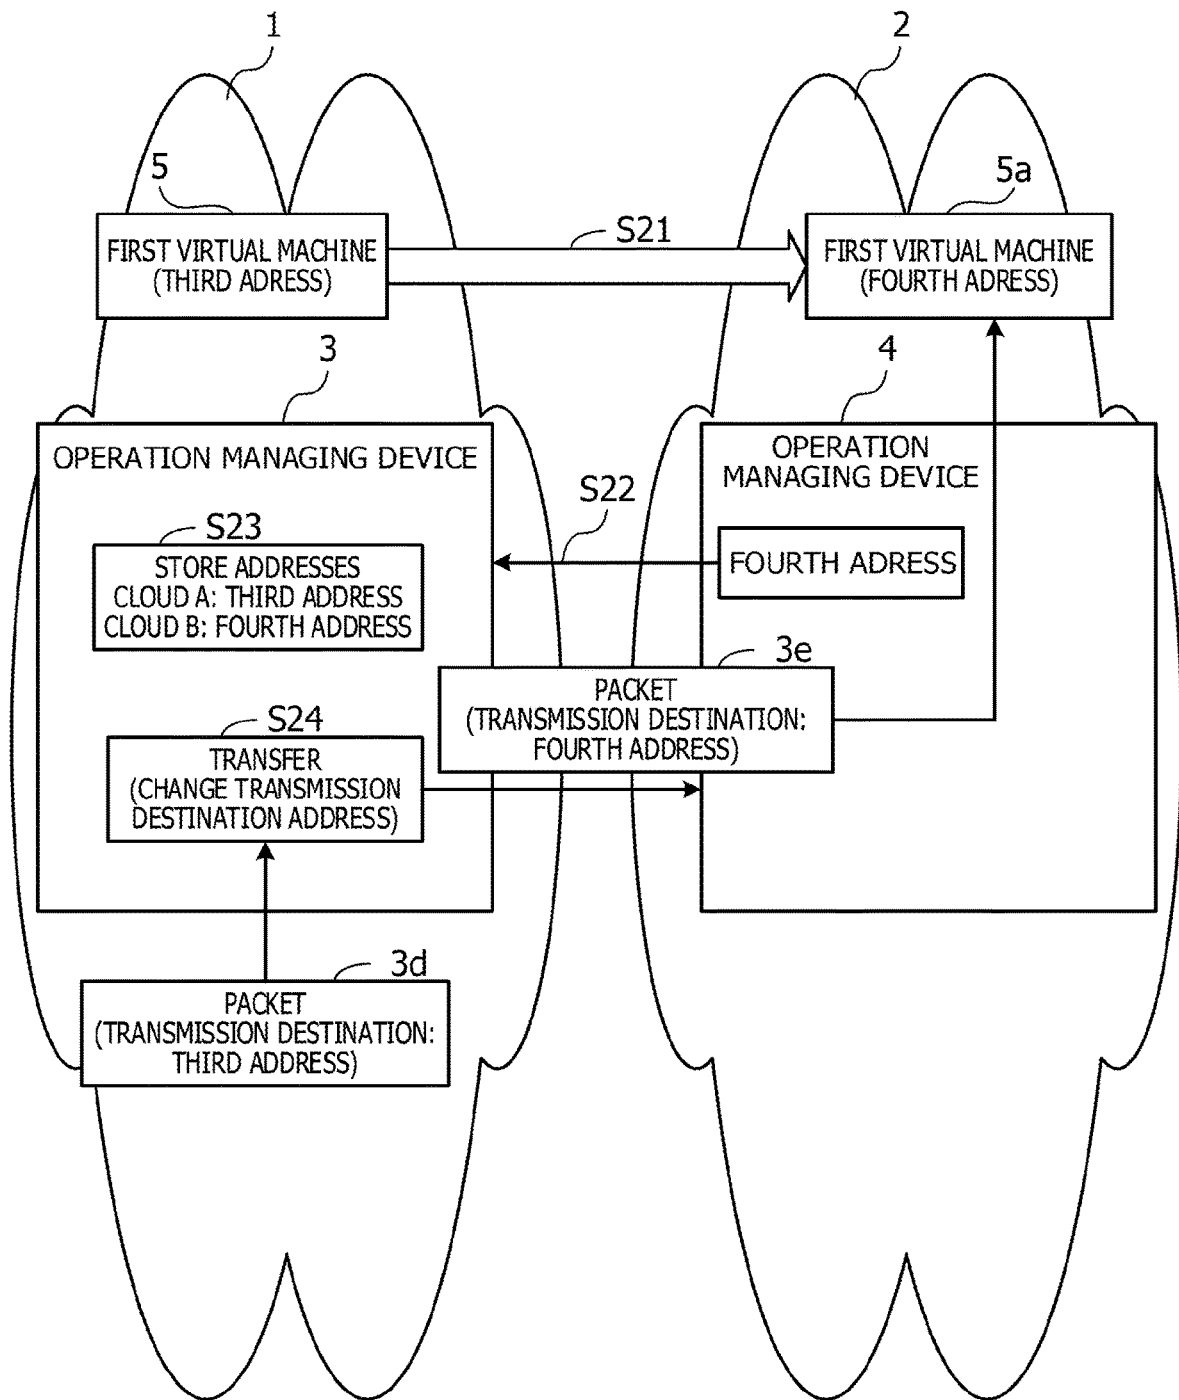 1
2
5
5a
FIRST VIRTUAL MACHINE
(THIRD ADRESS)
S21
FIRST VIRTUAL MACHINE
(FOURTH ADRESS)
3
4
OPERATION MANAGING DEVICE
OPERATION
MANAGING DEVICE
S22
S23
STORE ADDRESSES
CLOUD A: THIRD ADDRESS
CLOUD B: FOURTH ADDRESS
FOURTH ADRESS
3e
PACKET
(TRANSMISSION DESTINATION:
FOURTH ADDRESS)
S24
TRANSFER
(CHANGE TRANSMISSION
DESTINATION ADDRESS)
3d
PACKET
(TRANSMISSION DESTINATION:
THIRD ADDRESS)